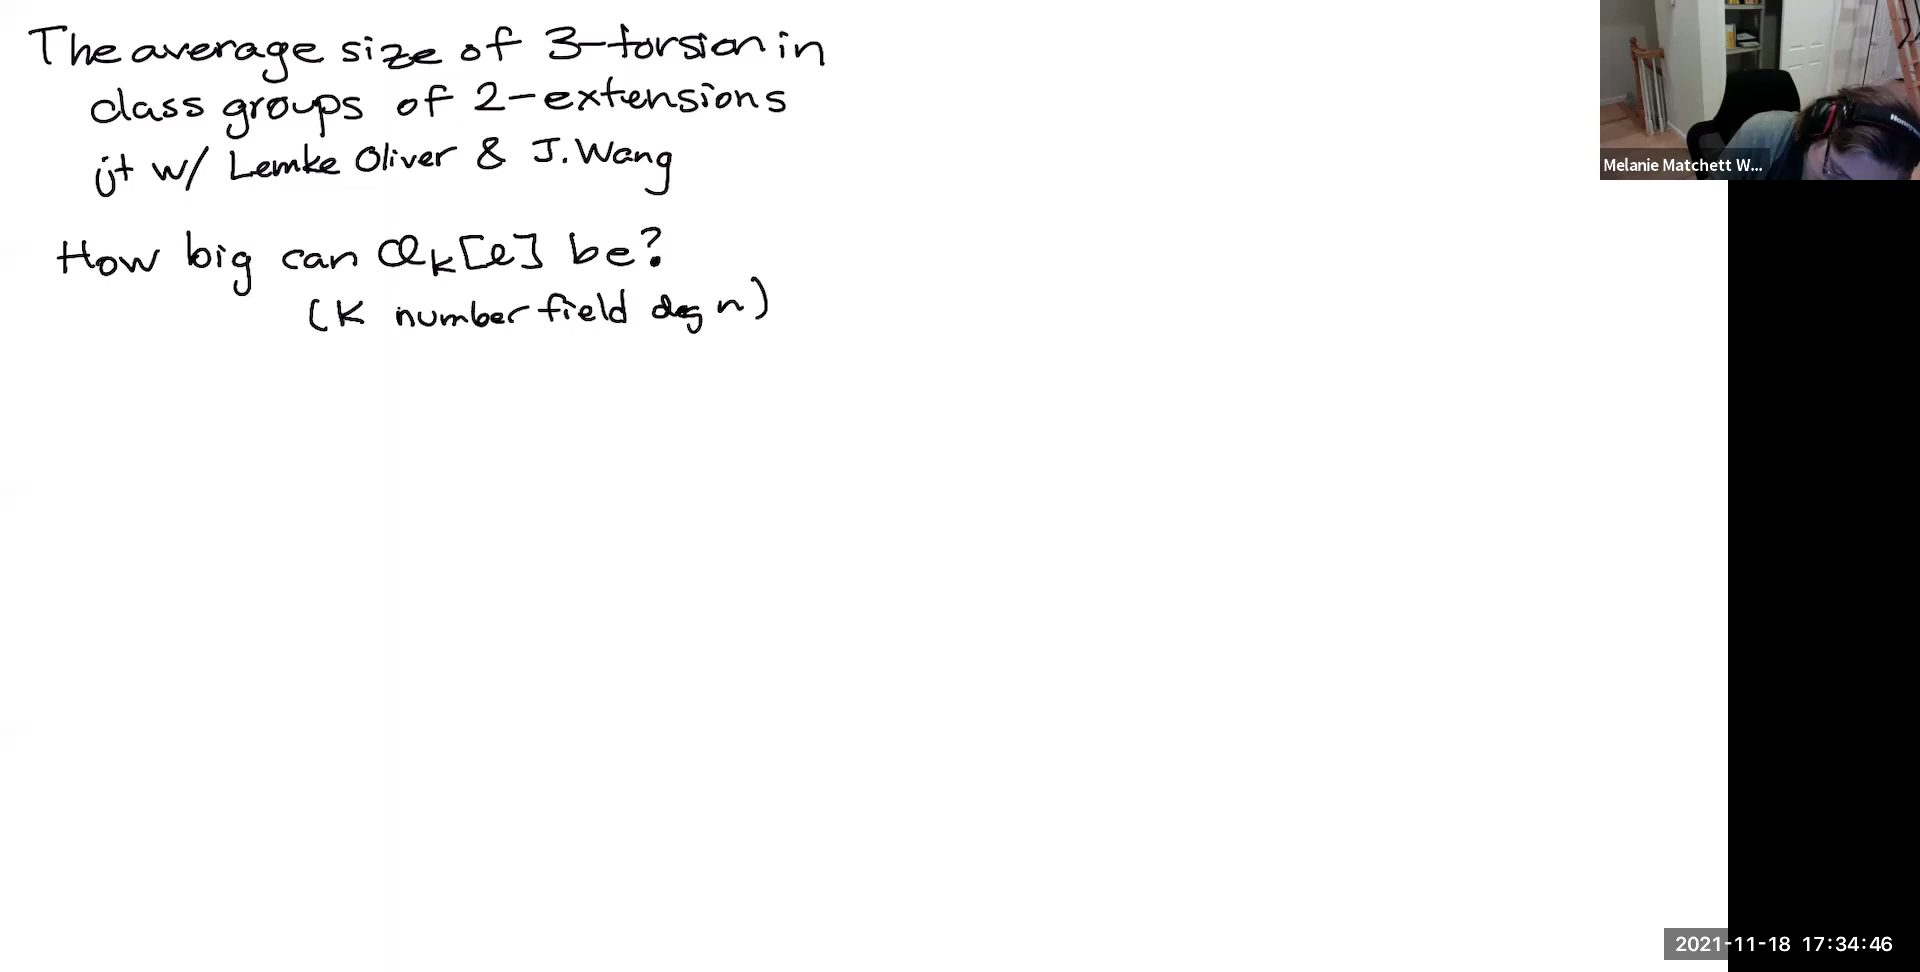 The average size of 3-torsion in
class groups of 2-extensions
jt w/ Lemke Oliver & J. Wang
How big can Cl_K[ℓ] be?
(K number field deg n)
Melanie Matchett W...
2021-11-18 17:34:46